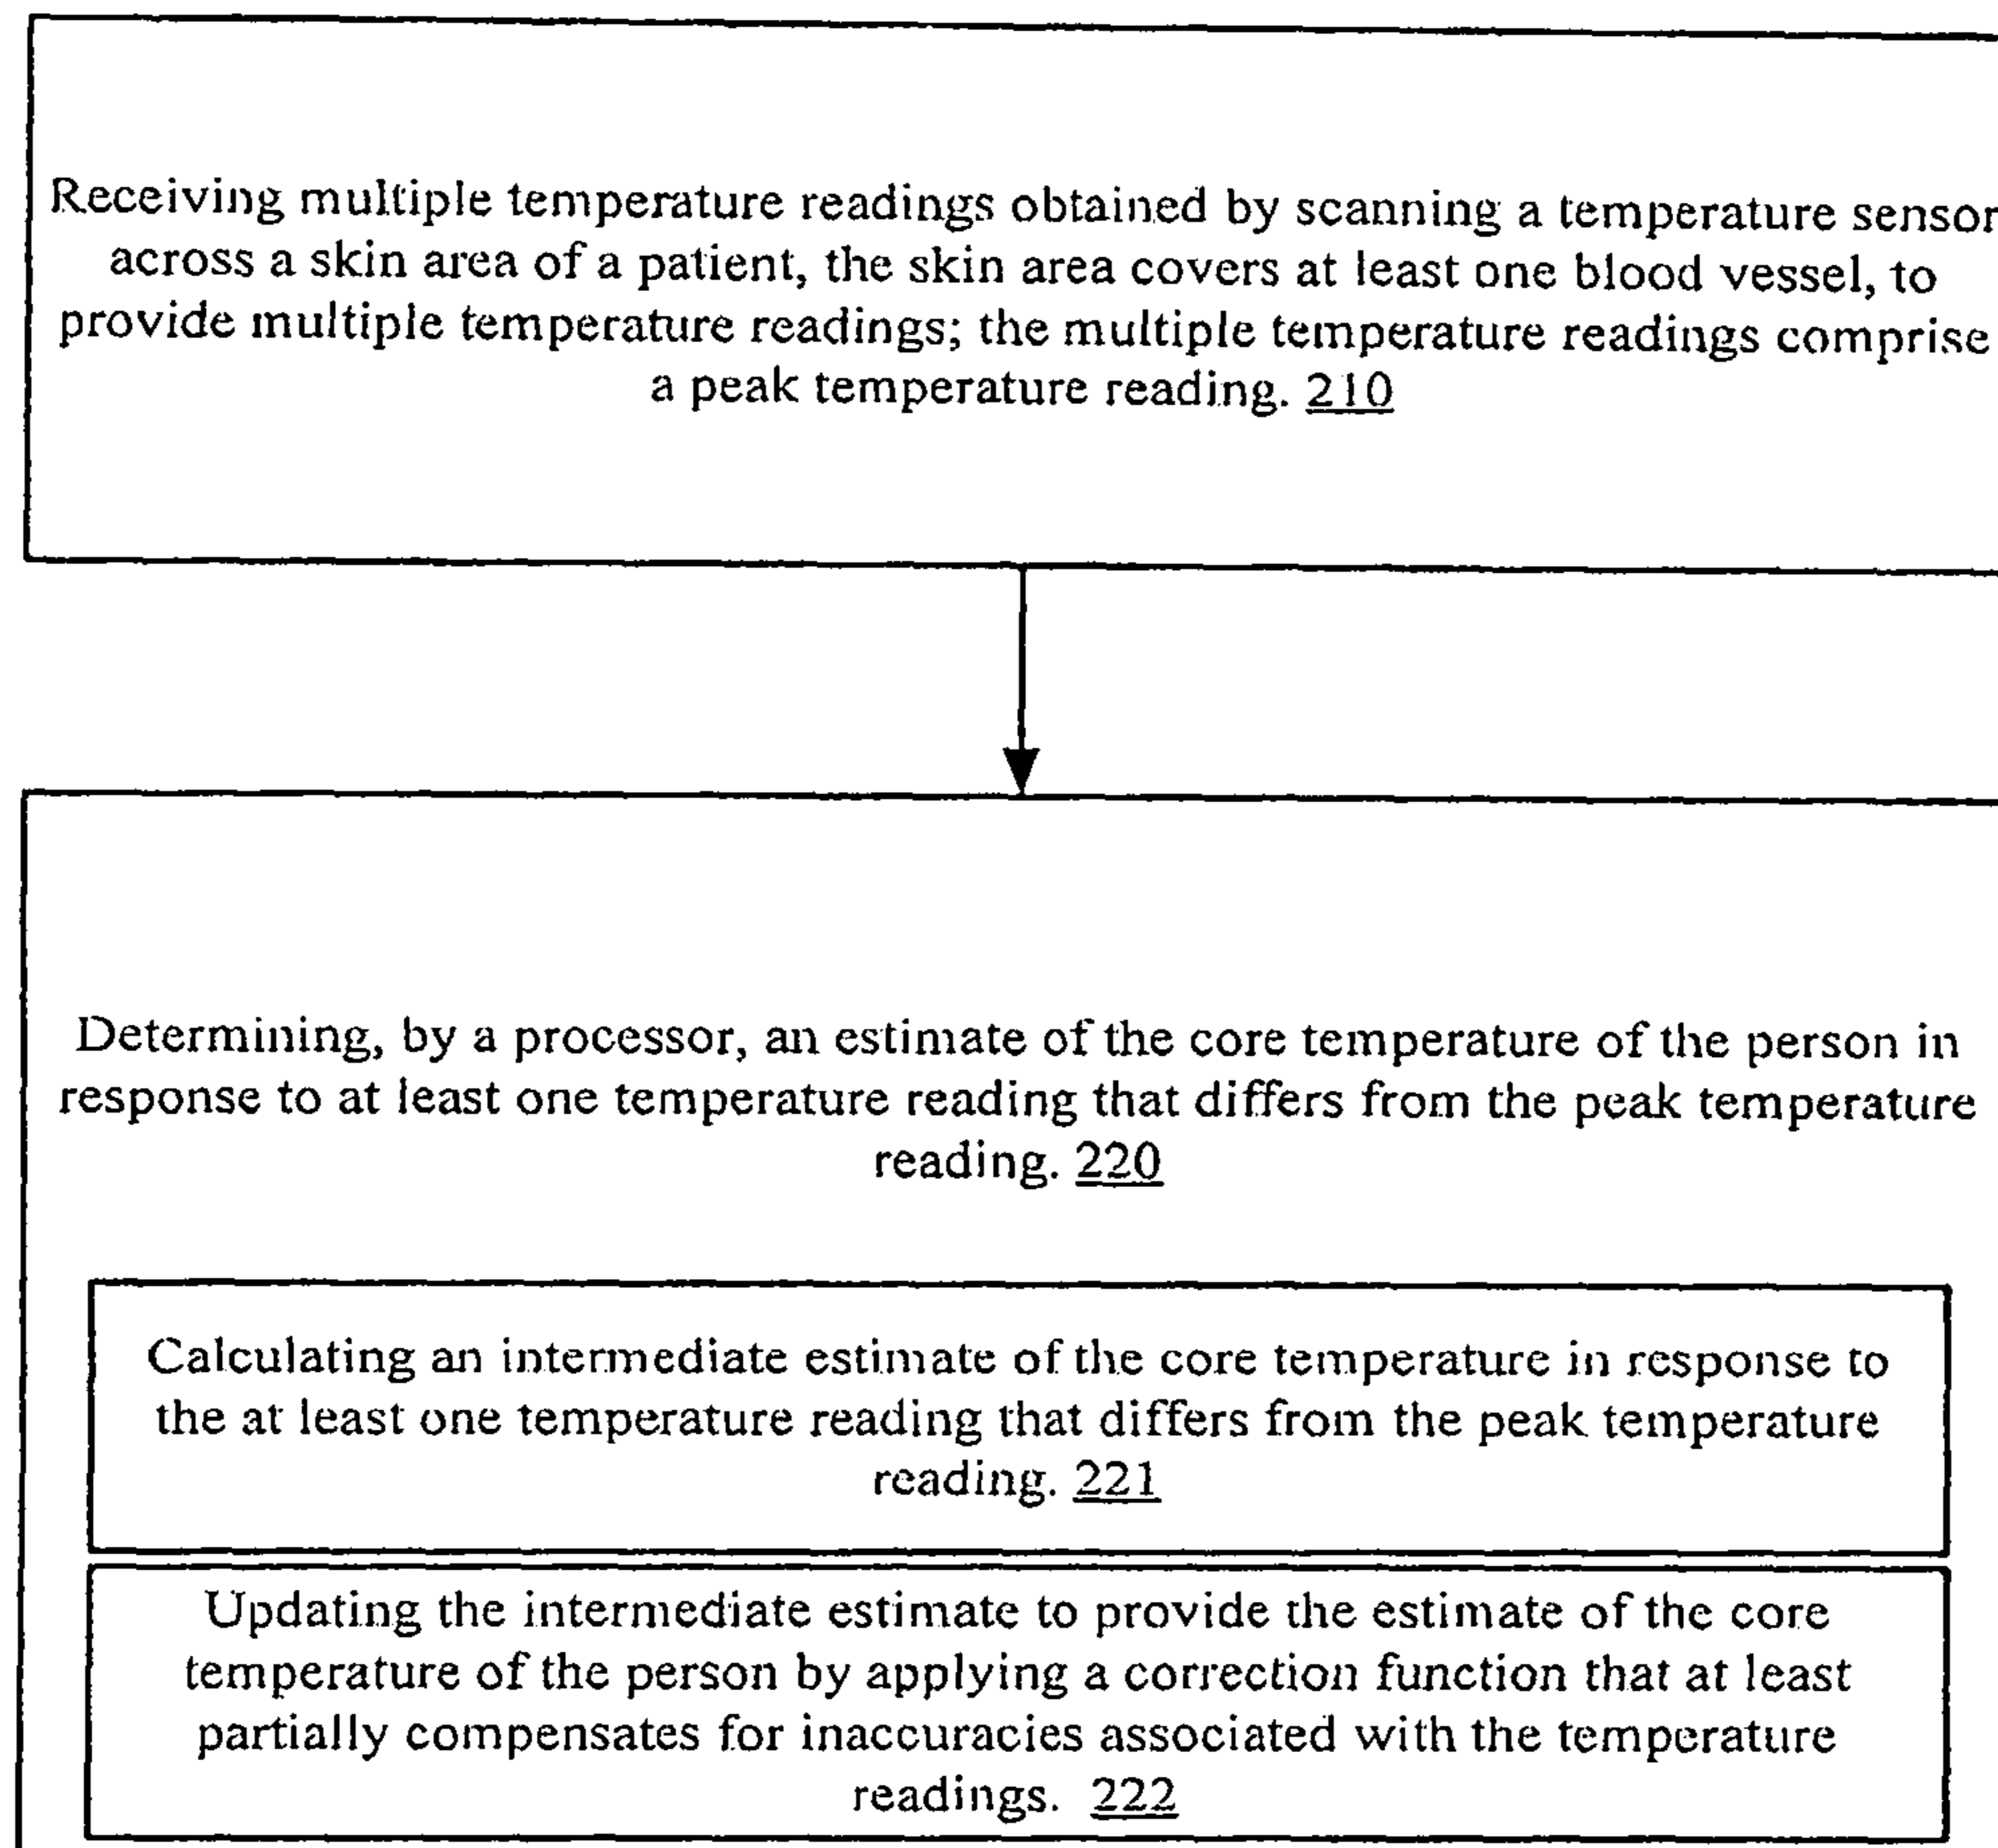 Receiving multiple temperature readings obtained by scanning a temperature sensor
across a skin area of a patient, the skin area covers at least one blood vessel, to
provide multiple temperature readings; the multiple temperature readings comprise
a peak temperature reading. 210
Determining, by a processor, an estimate of the core temperature of the person in
response to at least one temperature reading that differs from the peak temperature
reading. 220
Calculating an intermediate estimate of the core temperature in response to
the at least one temperature reading that differs from the peak temperature
reading. 221
Updating the intermediate estimate to provide the estimate of the core
temperature of the person by applying a correction function that at least
partially compensates for inaccuracies associated with the temperature
readings. 222